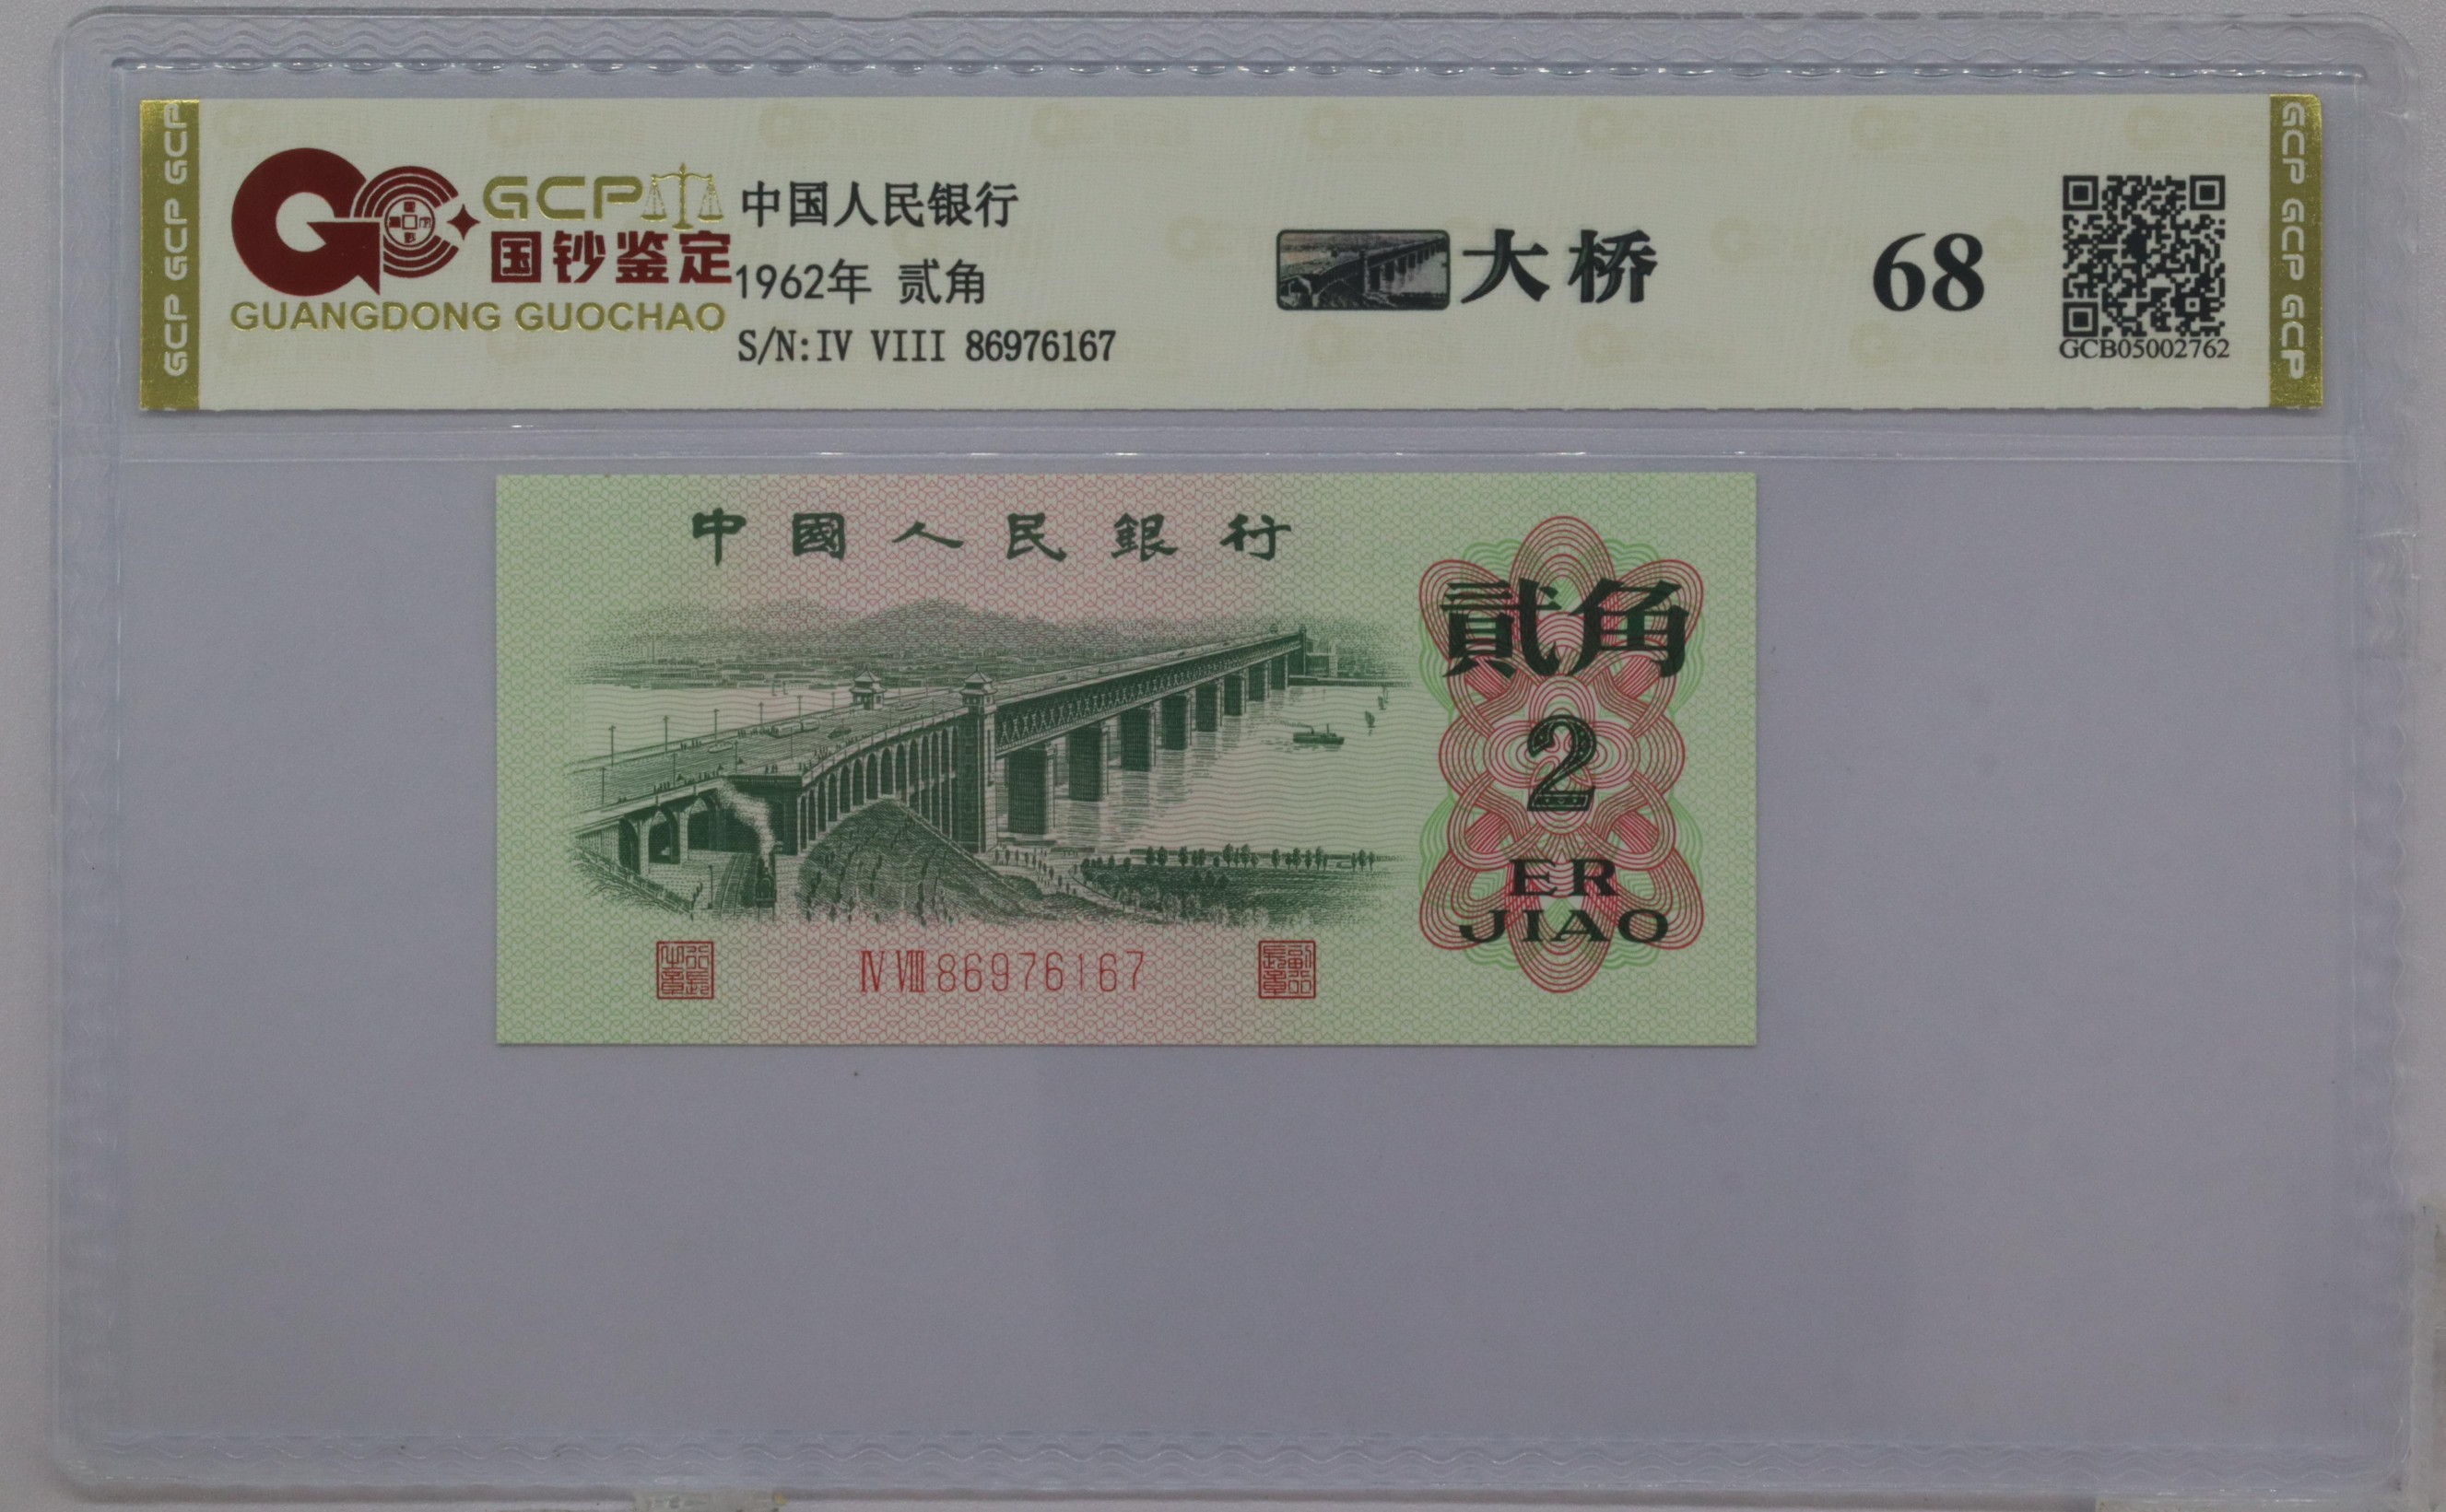 GCP GCP GCP
GCP
国钞鉴定
GUANGDONG GUOCHAO
中国人民银行
1962年 贰角
S/N:IV VIII 86976167
大桥
68
GCB05002762
GCP GCP GCP
中國人民銀行
貳角
2
ER
JIAO
Ⅳ Ⅷ 86976167